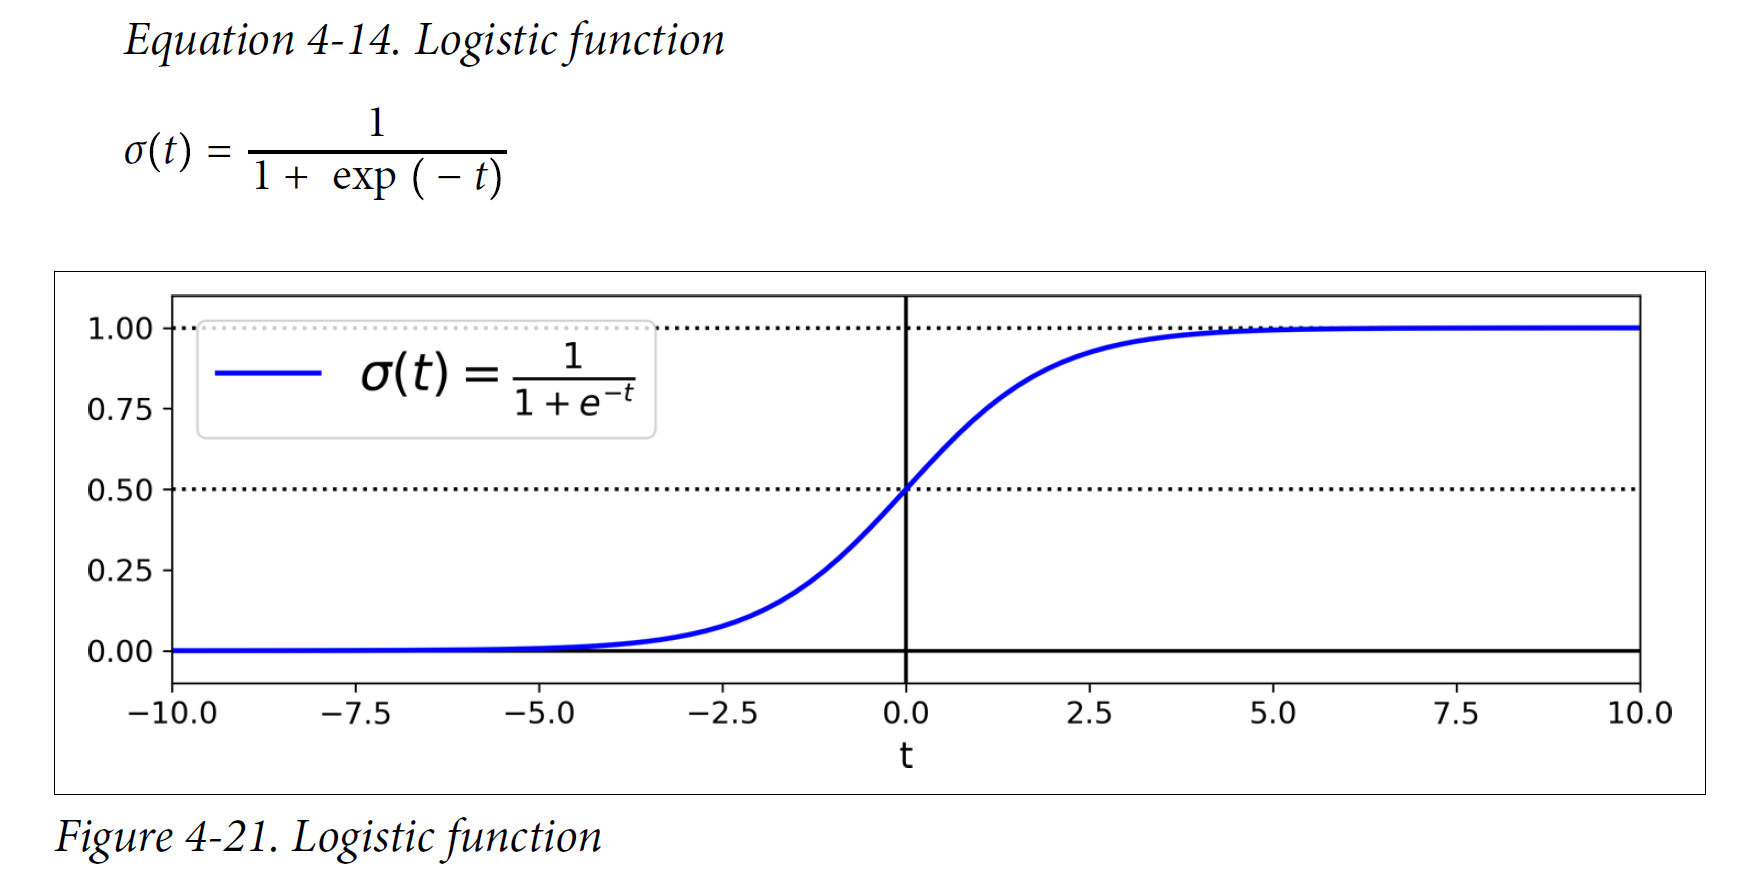 Equation 4-14. Logistic function
σ(t) = 1 / (1 + exp ( − t))
1.00
σ(t) = 1 / (1 + e^−t)
0.75
0.50
0.25
0.00
−10.0 −7.5 −5.0 −2.5 0.0 2.5 5.0 7.5 10.0
t
Figure 4-21. Logistic function